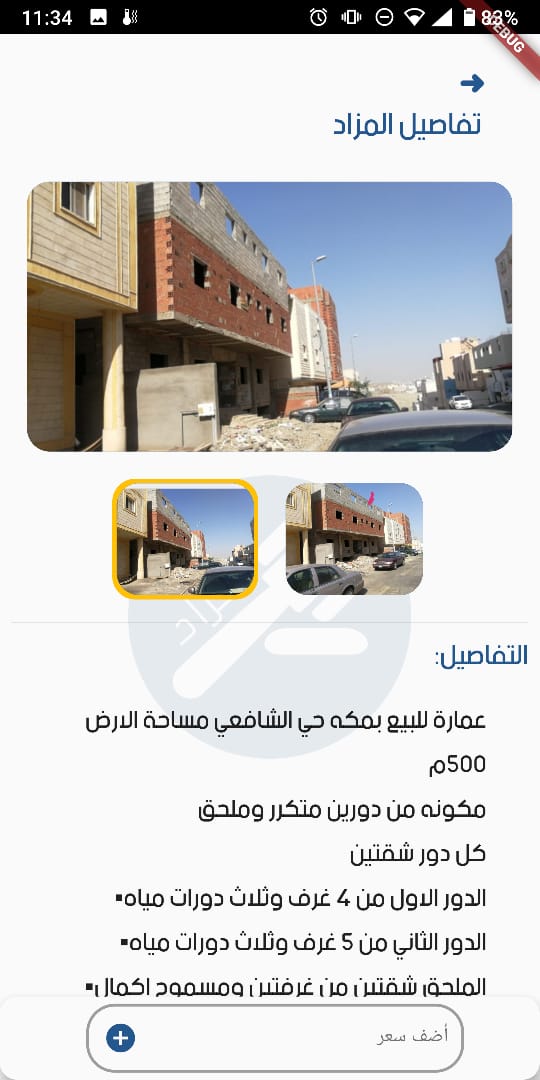 11:34
83%
DEBUG
تفاصيل المزاد
زاد
التفاصيل:
عمارة للبيع بمكه حي الشافعي مساحة الارض
500م
مكونه من دورين متكرر وملحق
كل دور شقتين
الدور الاول من 4 غرف وثلاث دورات مياه▪
الدور الثاني من 5 غرف وثلاث دورات مياه▪
الملحق شقتين من غرفتين ومسموح اكمال▪
أضف سعر